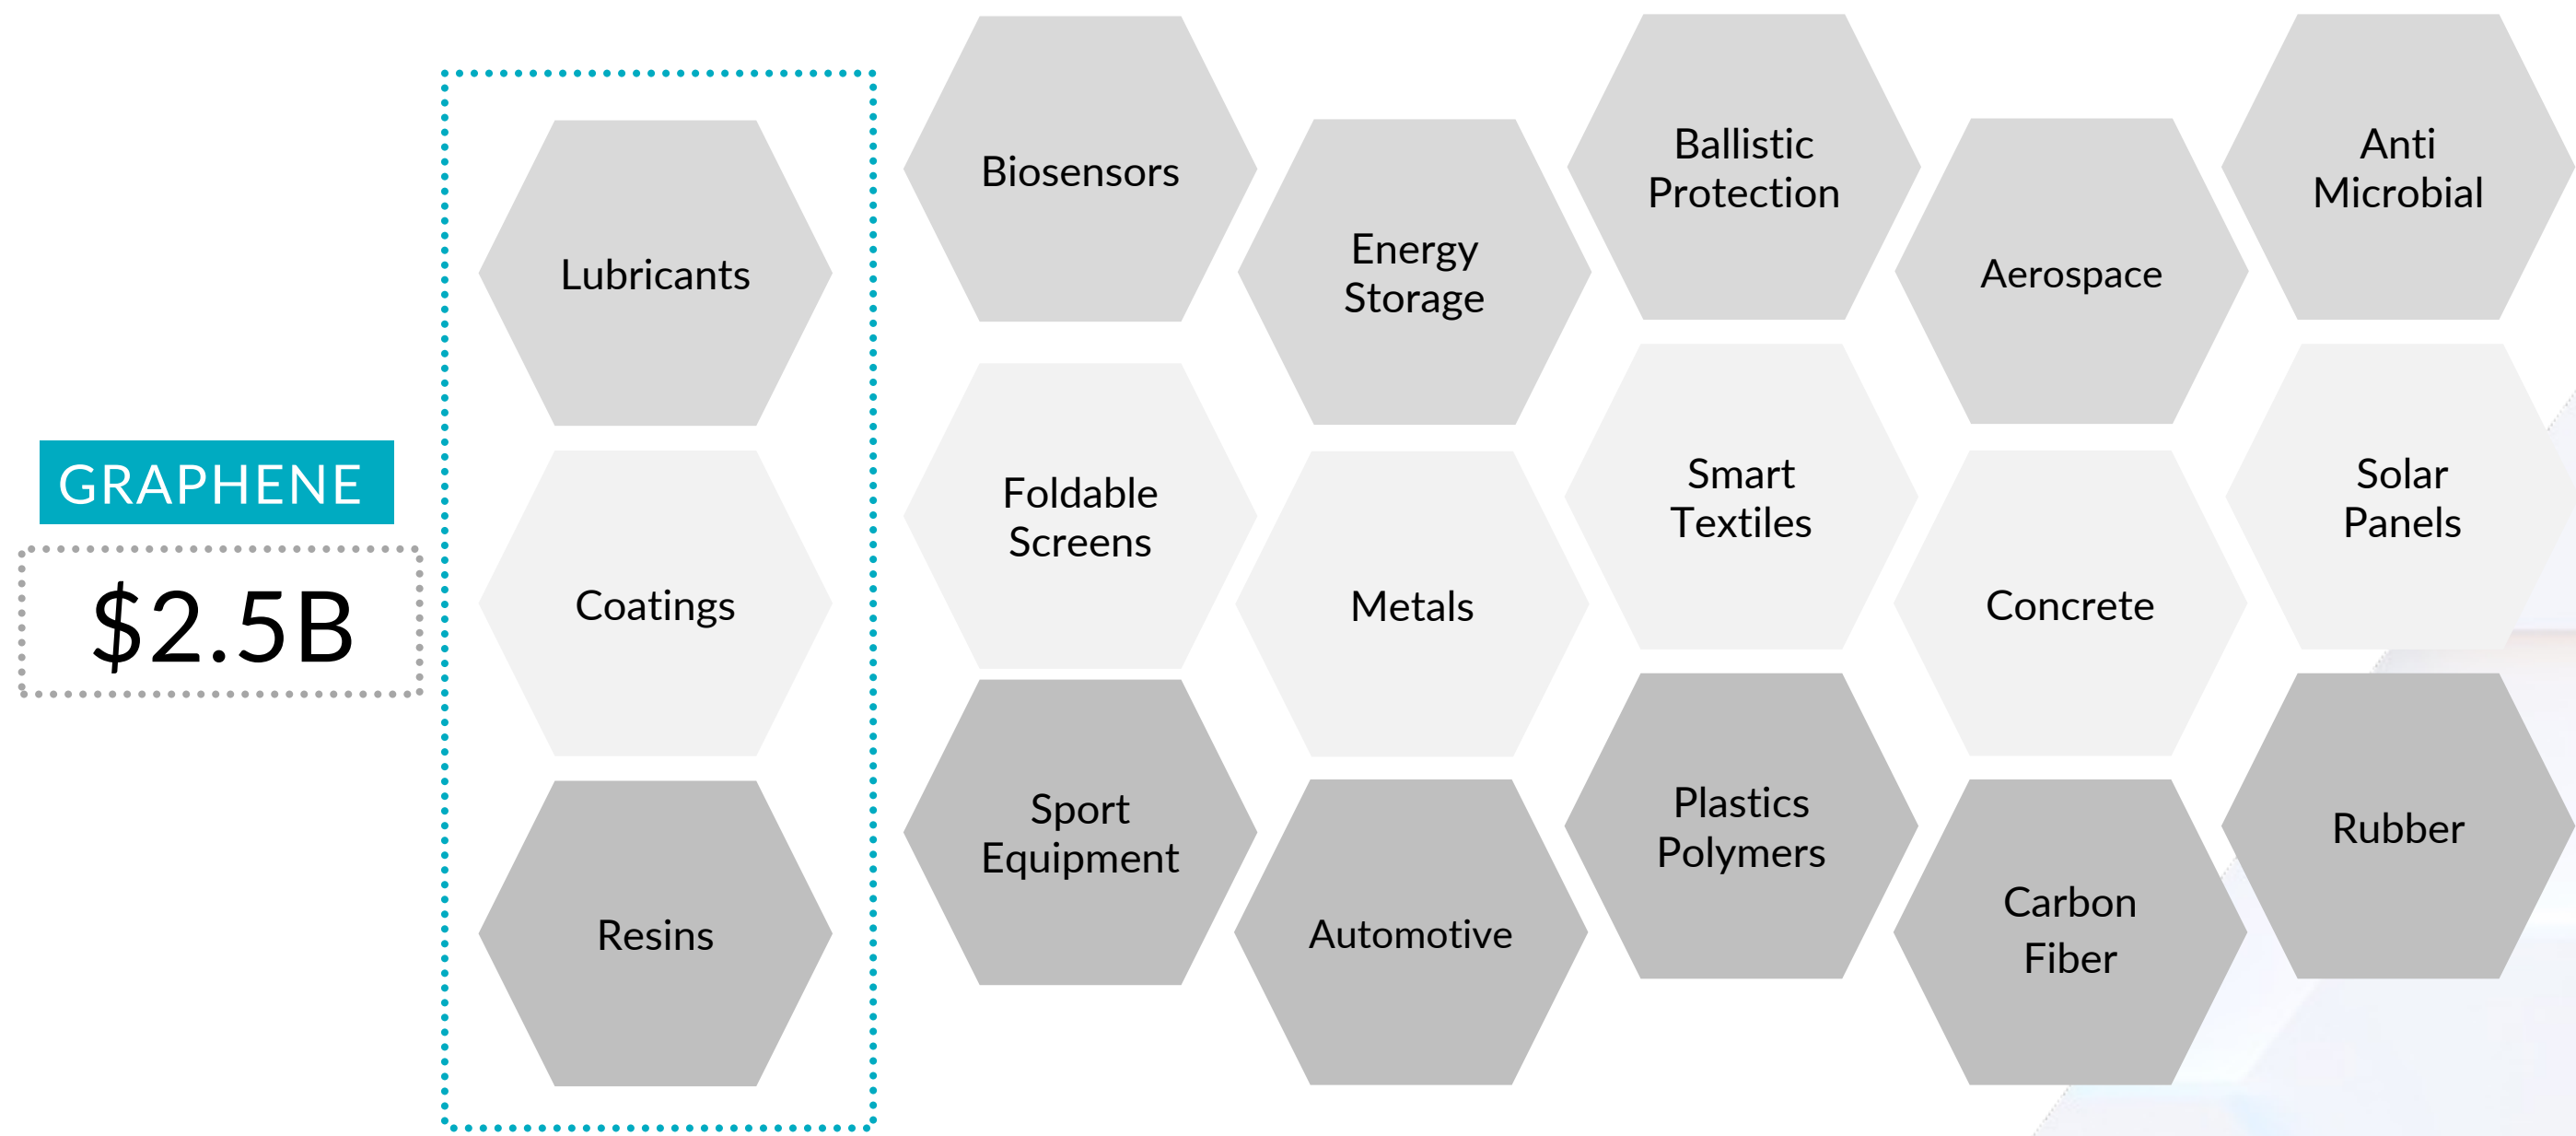 GRAPHENE
$2.5B
Lubricants
Coatings
Resins
Biosensors
Foldable
Screens
Sport
Equipment
Energy
Storage
Metals
Automotive
Ballistic
Protection
Smart
Textiles
Plastics
Polymers
Aerospace
Concrete
Carbon
Fiber
Anti
Microbial
Solar
Panels
Rubber